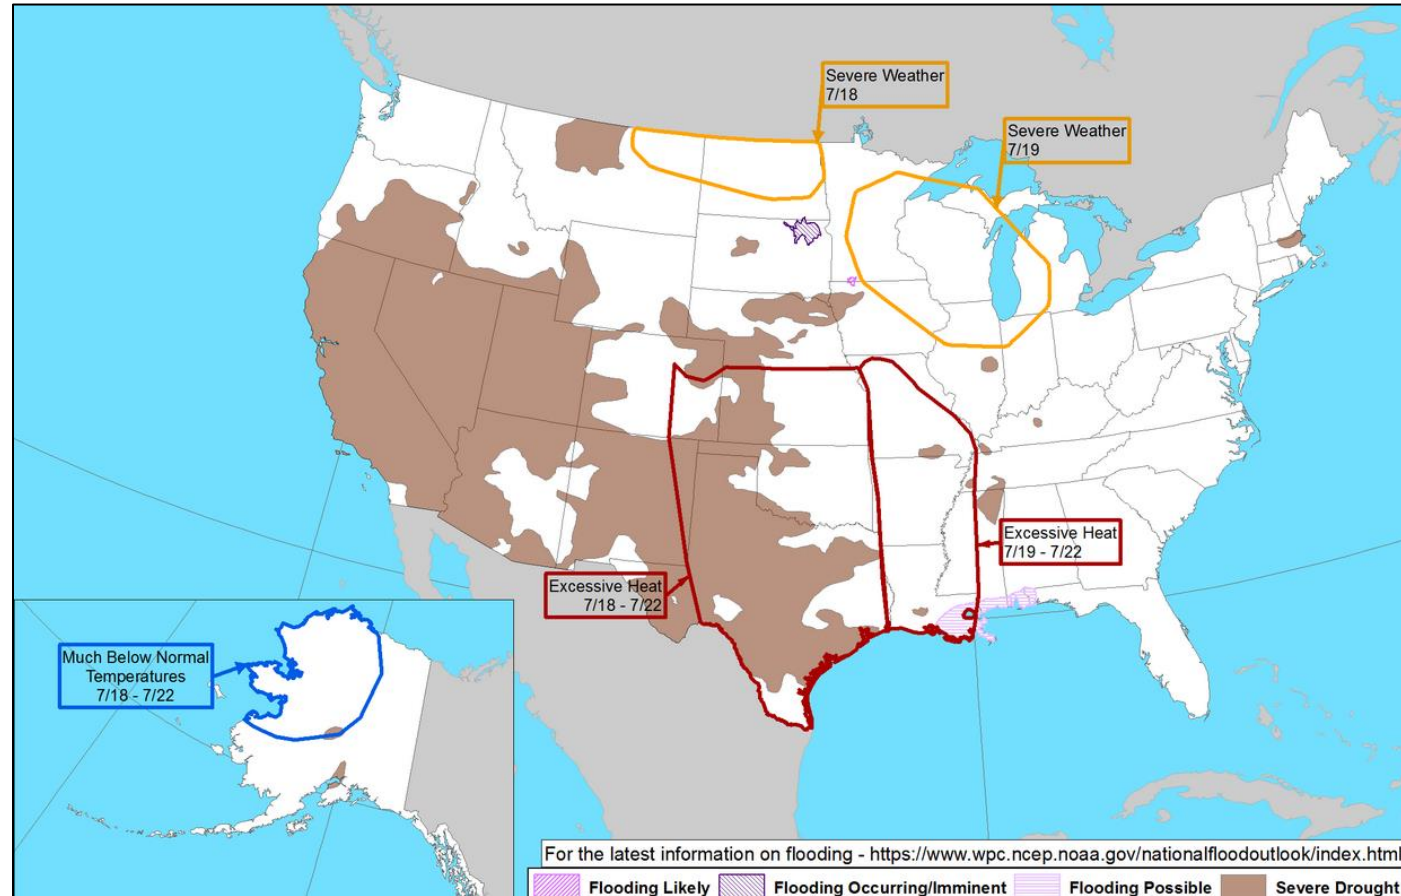 Severe Weather
7/18
Severe Weather
7/19
Excessive Heat
7/19 - 7/22
Excessive Heat
7/18 - 7/22
Much Below Normal
Temperatures
7/18 - 7/22
For the latest information on flooding - https://www.wpc.ncep.noaa.gov/nationalfloodoutlook/index.html
Flooding Likely Flooding Occurring/Imminent Flooding Possible Severe Drought